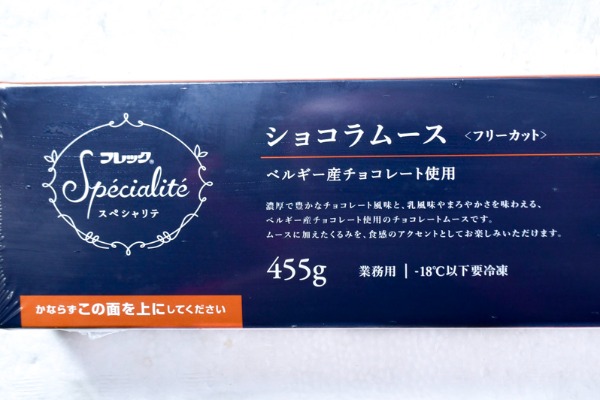 フレック®
Spécialité
スペシャリテ
ショコラムース <フリーカット>
ベルギー産チョコレート使用
濃厚で豊かなチョコレート風味と、乳風味やまろやかさを味わえる、
ベルギー産チョコレート使用のチョコレートムースです。
ムースに加えたくるみを、食感のアクセントとしてお楽しみいただけます。
455g 業務用 | -18℃以下要冷凍
かならずこの面を上にしてください